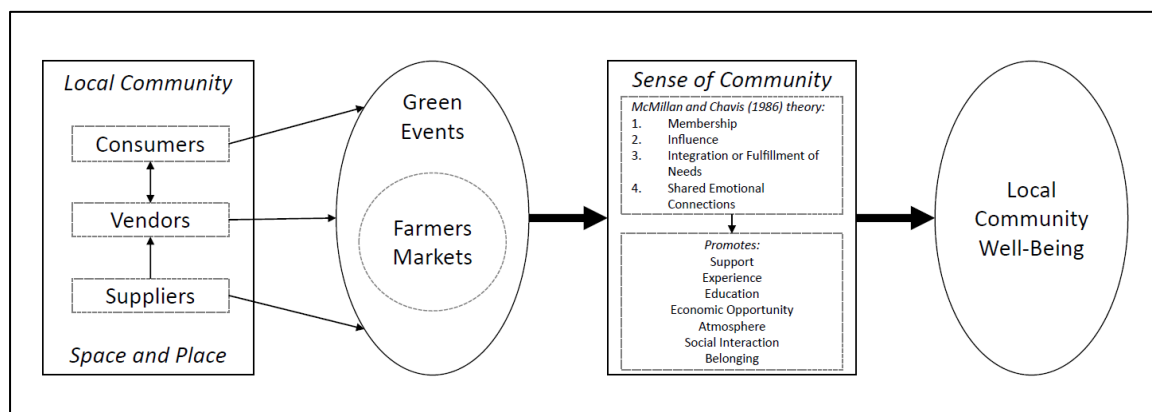 Local Community
Consumers
Vendors
Suppliers
Space and Place
Green
Events
Farmers
Markets
Sense of Community
McMillan and Chavis (1986) theory:
1. Membership
2. Influence
3. Integration or Fulfillment of
Needs
4. Shared Emotional
Connections
Promotes:
Support
Experience
Education
Economic Opportunity
Atmosphere
Social Interaction
Belonging
Local
Community
Well-Being